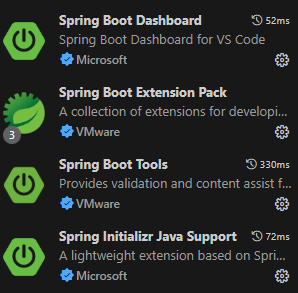 Spring Boot Dashboard 52ms
Spring Boot Dashboard for VS Code
Microsoft
Spring Boot Extension Pack
A collection of extensions for developi...
3
VMware
Spring Boot Tools 330ms
Provides validation and content assist f...
VMware
Spring Initializr Java Support 72ms
A lightweight extension based on Spri...
Microsoft